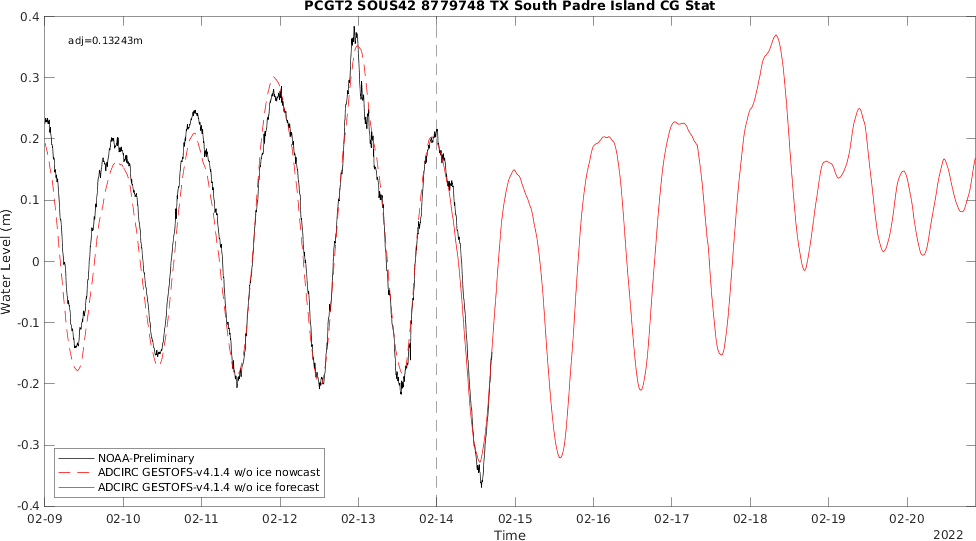 PCGT2 SOUS42 8779748 TX South Padre Island CG Stat
adj=0.13243m
0.4
0.3
0.2
0.1
0
-0.1
-0.2
-0.3
-0.4
Water Level (m)
NOAA-Preliminary
ADCIRC GESTOFS-v4.1.4 w/o ice nowcast
ADCIRC GESTOFS-v4.1.4 w/o ice forecast
02-09 02-10 02-11 02-12 02-13 02-14 02-15 02-16 02-17 02-18 02-19 02-20
Time
2022